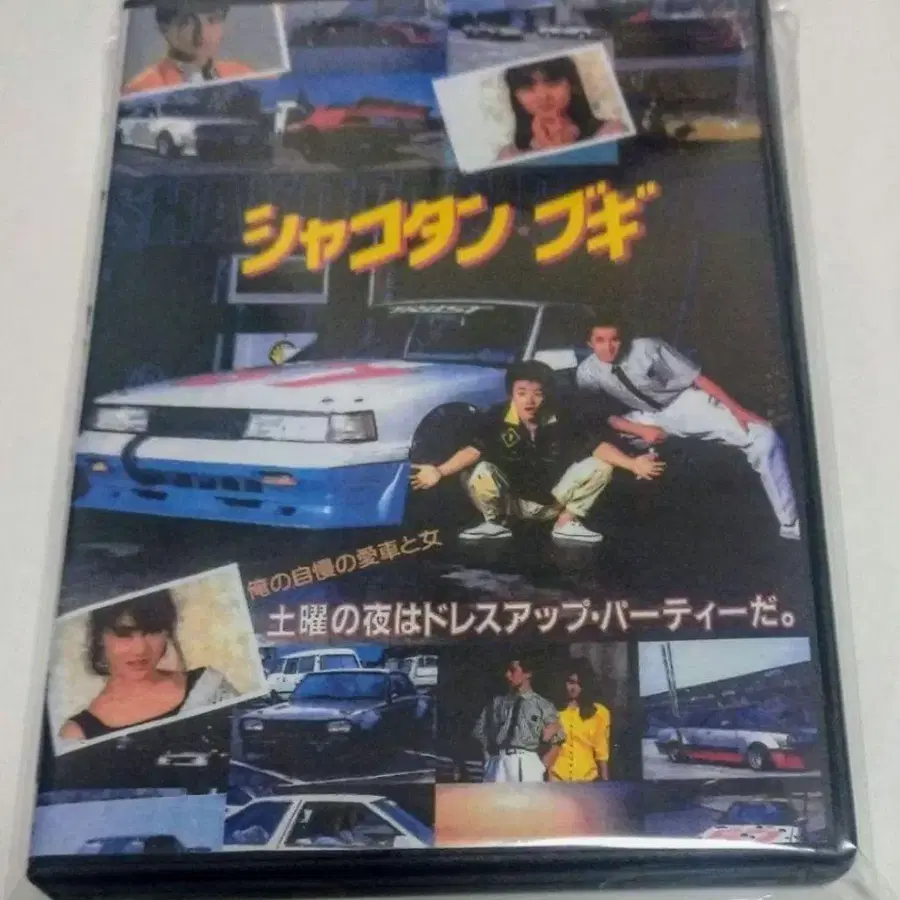 シャコタン・ブギ
俺の自慢の愛車と女
土曜の夜はドレスアップ・パーティーだ。